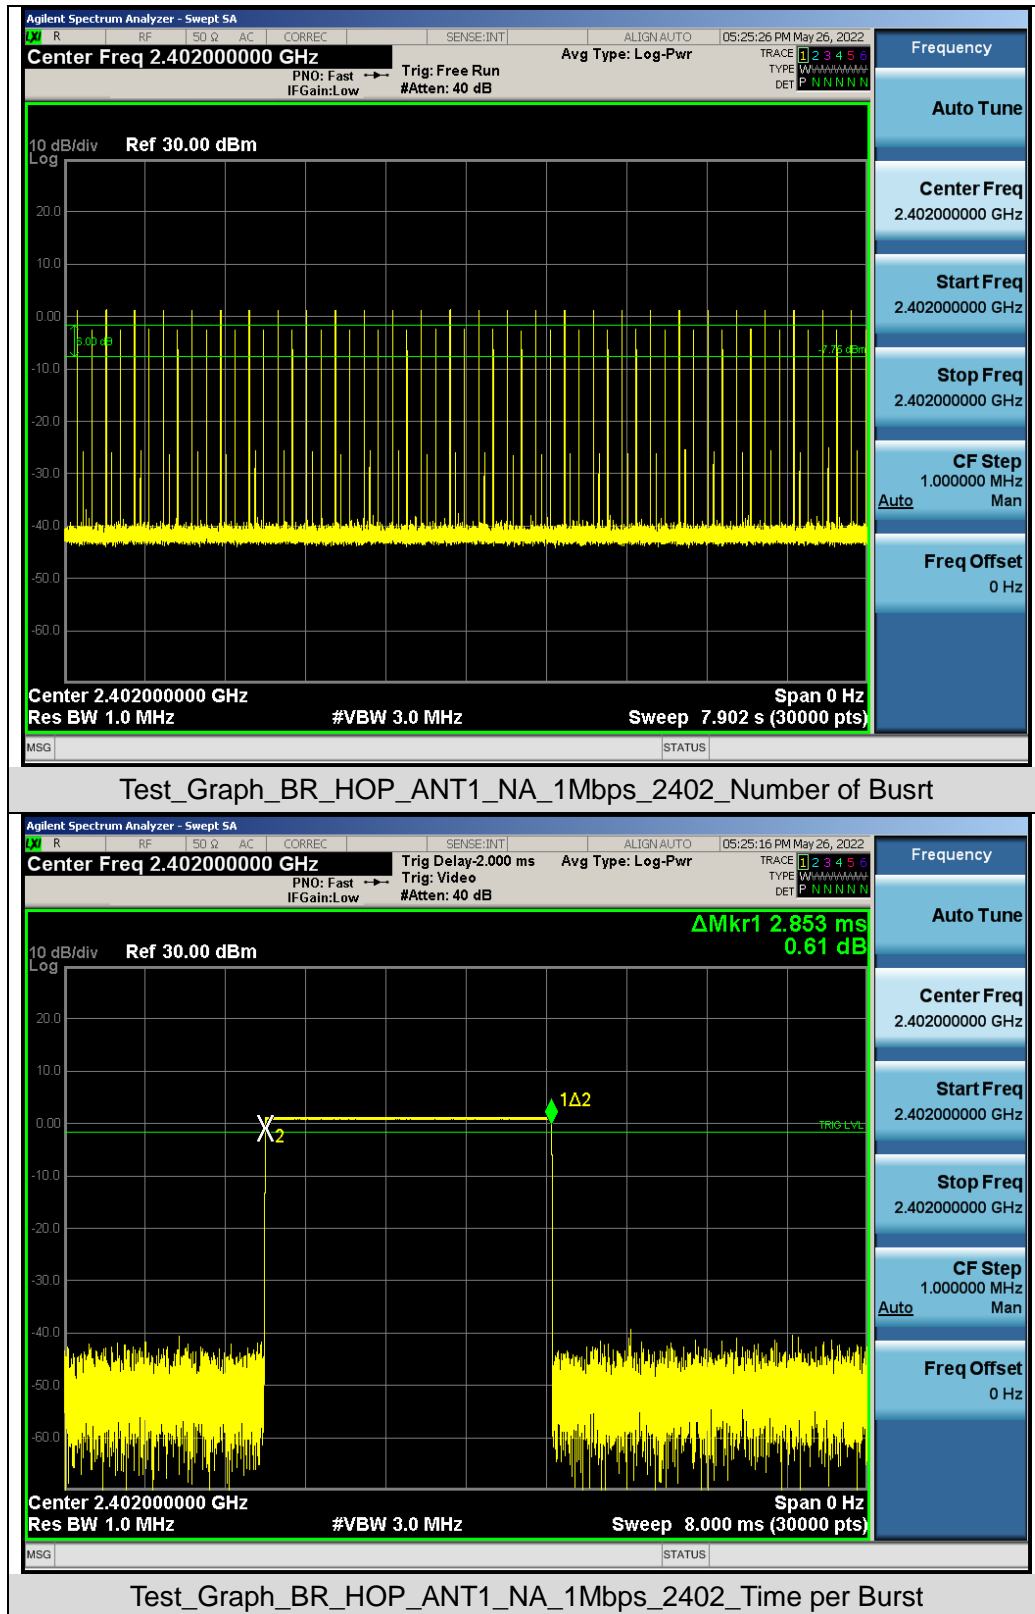 Agilent Spectrum Analyzer - Swept SA
LXI R RF 50 Ω AC CORREC SENSE:INT ALIGN AUTO 05:25:26 PM May 26, 2022
Center Freq 2.402000000 GHz Avg Type: Log-Pwr TRACE 1 2 3 4 5 6
PNO: Fast Trig: Free Run TYPE
IFGain:Low #Atten: 40 dB DET P N N N N N
Frequency
Auto Tune
10 dB/div Ref 30.00 dBm
Log
20.0
10.0
0.00
6.00 dB
-7.75 dBm
-10.0
-20.0
-30.0
-40.0
-50.0
-60.0
Center Freq
2.402000000 GHz
Start Freq
2.402000000 GHz
Stop Freq
2.402000000 GHz
CF Step
1.000000 MHz
Auto Man
Freq Offset
0 Hz
Center 2.402000000 GHz Span 0 Hz
Res BW 1.0 MHz #VBW 3.0 MHz Sweep 7.902 s (30000 pts)
MSG STATUS
Test_Graph_BR_HOP_ANT1_NA_1Mbps_2402_Number of Busrt
Agilent Spectrum Analyzer - Swept SA
LXI R RF 50 Ω AC CORREC SENSE:INT ALIGN AUTO 05:25:16 PM May 26, 2022
Center Freq 2.402000000 GHz Trig Delay-2.000 ms Avg Type: Log-Pwr TRACE 1 2 3 4 5 6
PNO: Fast Trig: Video TYPE
IFGain:Low #Atten: 40 dB DET P N N N N N
Frequency
Auto Tune
ΔMkr1 2.853 ms
0.61 dB
10 dB/div Ref 30.00 dBm
Log
20.0
10.0
1Δ2
0.00
X2
TRIG LVL
-10.0
-20.0
-30.0
-40.0
-50.0
-60.0
Center Freq
2.402000000 GHz
Start Freq
2.402000000 GHz
Stop Freq
2.402000000 GHz
CF Step
1.000000 MHz
Auto Man
Freq Offset
0 Hz
Center 2.402000000 GHz Span 0 Hz
Res BW 1.0 MHz #VBW 3.0 MHz Sweep 8.000 ms (30000 pts)
MSG STATUS
Test_Graph_BR_HOP_ANT1_NA_1Mbps_2402_Time per Burst